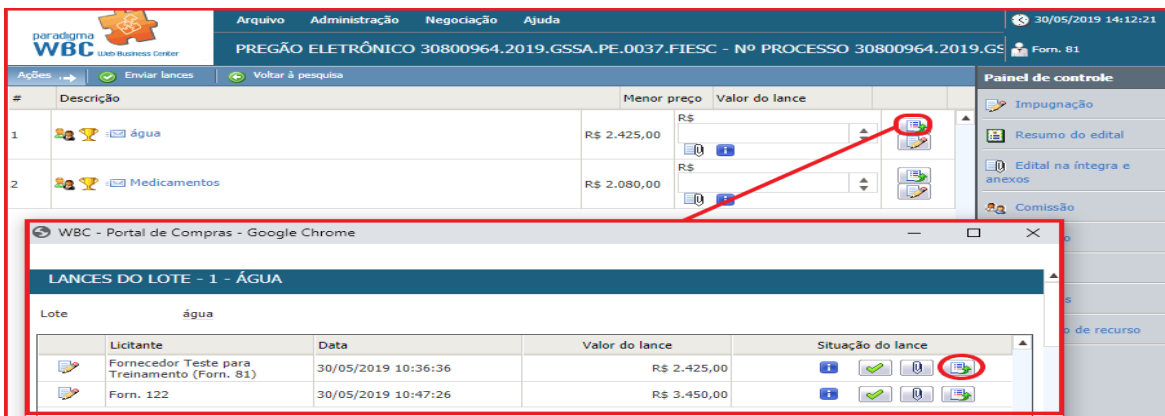 paradigma
WBC Web Business Center
Arquivo Administração Negociação Ajuda
30/05/2019 14:12:21
PREGÃO ELETRÔNICO 30800964.2019.GSSA.PE.0037.FIESC - Nº PROCESSO 30800964.2019.GS
Forn. 81
Ações Enviar lances Voltar à pesquisa
Painel de controle
# Descrição Menor preço Valor do lance
Impugnação
1 água R$ 2.425,00 R$
Resumo do edital
2 Medicamentos R$ 2.080,00 R$
Edital na íntegra e
anexos
Comissão
WBC - Portal de Compras - Google Chrome
o
LANCES DO LOTE - 1 - ÁGUA
s
Lote água
o de recurso
Licitante Data Valor do lance Situação do lance
Fornecedor Teste para
Treinamento (Forn. 81) 30/05/2019 10:36:36 R$ 2.425,00
Forn. 122 30/05/2019 10:47:26 R$ 3.450,00